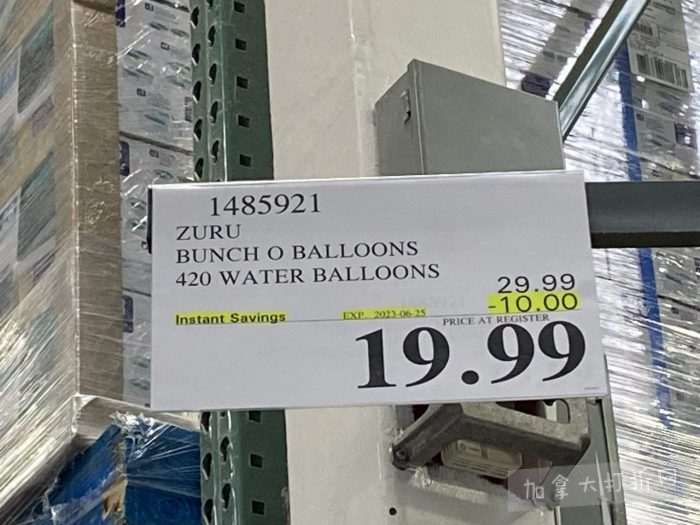 1485921
ZURU
BUNCH O BALLOONS
420 WATER BALLOONS
29.99
-10.00
Instant Savings EXP. 2023-06-25
PRICE AT REGISTER
19.99
加拿大打折网